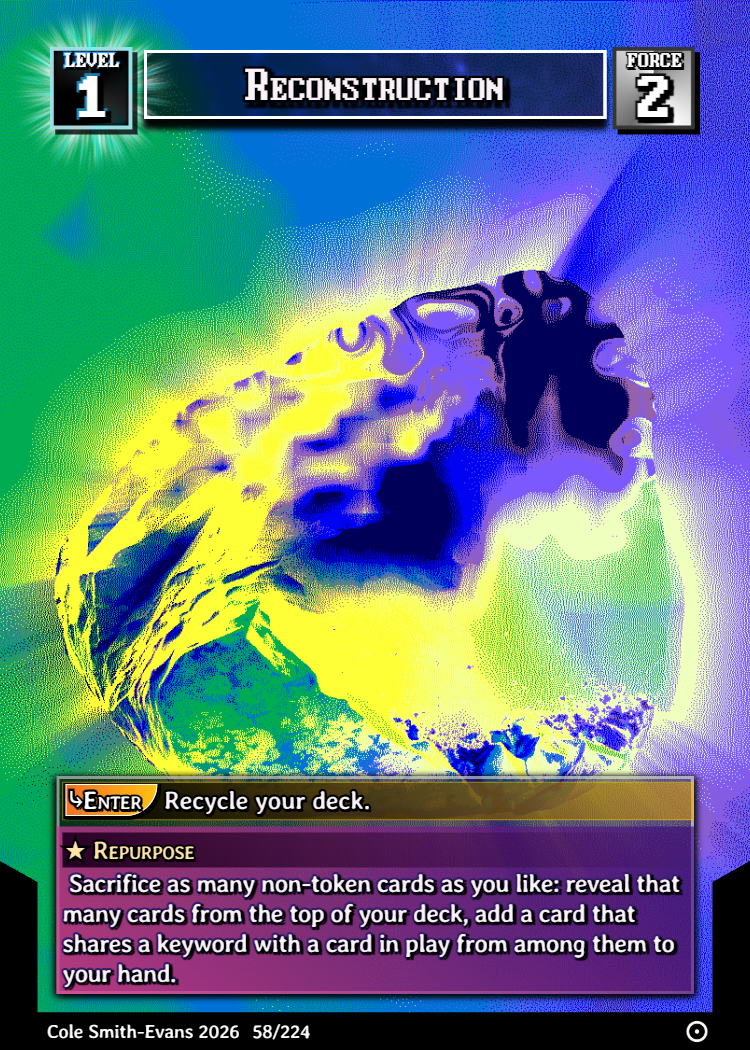 LEVEL
1
RECONSTRUCTION
FORCE
2
↳ENTER Recycle your deck.
★ REPURPOSE
Sacrifice as many non-token cards as you like: reveal that
many cards from the top of your deck, add a card that
shares a keyword with a card in play from among them to
your hand.
Cole Smith-Evans 2026 58/224